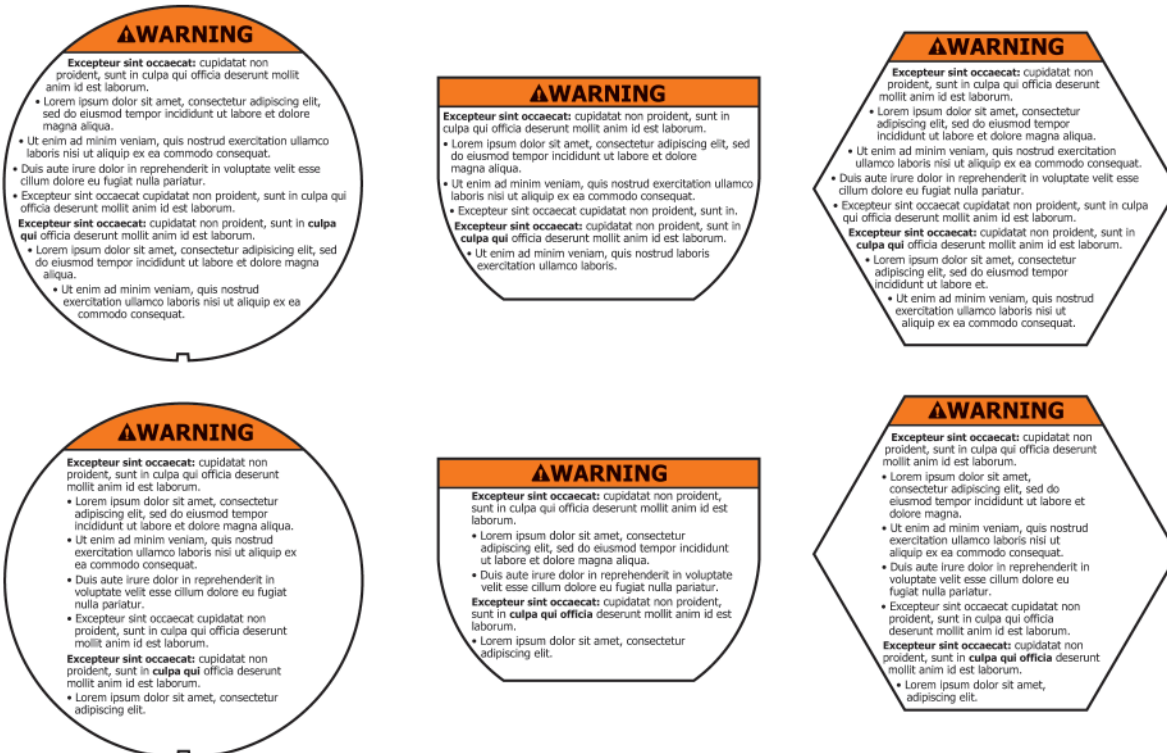 ⚠WARNING
Excepteur sint occaecat: cupidatat non
proident, sunt in culpa qui officia deserunt mollit
anim id est laborum.
• Lorem ipsum dolor sit amet, consectetur adipiscing elit,
sed do eiusmod tempor incididunt ut labore et dolore
magna aliqua.
• Ut enim ad minim veniam, quis nostrud exercitation ullamco
laboris nisi ut aliquip ex ea commodo consequat.
• Duis aute irure dolor in reprehenderit in voluptate velit esse
cillum dolore eu fugiat nulla pariatur.
• Excepteur sint occaecat cupidatat non proident, sunt in culpa qui
officia deserunt mollit anim id est laborum.
Excepteur sint occaecat: cupidatat non proident, sunt in culpa
qui officia deserunt mollit anim id est laborum.
• Lorem ipsum dolor sit amet, consectetur adipisicing elit, sed
do eiusmod tempor incididunt ut labore et dolore magna
aliqua.
• Ut enim ad minim veniam, quis nostrud
exercitation ullamco laboris nisi ut aliquip ex ea
commodo consequat.
⚠WARNING
Excepteur sint occaecat: cupidatat non proident, sunt in
culpa qui officia deserunt mollit anim id est laborum.
• Lorem ipsum dolor sit amet, consectetur adipiscing elit, sed
do eiusmod tempor incididunt ut labore et dolore
magna aliqua.
• Ut enim ad minim veniam, quis nostrud exercitation ullamco
laboris nisi ut aliquip ex ea commodo consequat.
• Excepteur sint occaecat cupidatat non proident, sunt in.
Excepteur sint occaecat: cupidatat non proident, sunt in
culpa qui officia deserunt mollit anim id est laborum.
• Ut enim ad minim veniam, quis nostrud laboris
exercitation ullamco laboris.
⚠WARNING
Excepteur sint occaecat: cupidatat non
proident, sunt in culpa qui officia deserunt
mollit anim id est laborum.
• Lorem ipsum dolor sit amet, consectetur
adipiscing elit, sed do eiusmod tempor
incididunt ut labore et dolore magna aliqua.
• Ut enim ad minim veniam, quis nostrud exercitation
ullamco laboris nisi ut aliquip ex ea commodo consequat.
• Duis aute irure dolor in reprehenderit in voluptate velit esse
cillum dolore eu fugiat nulla pariatur.
• Excepteur sint occaecat cupidatat non proident, sunt in culpa
qui officia deserunt mollit anim id est laborum.
Excepteur sint occaecat: cupidatat non proident, sunt in
culpa qui officia deserunt mollit anim id est laborum.
• Lorem ipsum dolor sit amet, consectetur
adipiscing elit, sed do eiusmod tempor
incididunt ut labore et.
• Ut enim ad minim veniam, quis nostrud
exercitation ullamco laboris nisi ut
aliquip ex ea commodo consequat.
⚠WARNING
Excepteur sint occaecat: cupidatat non
proident, sunt in culpa qui officia deserunt
mollit anim id est laborum.
• Lorem ipsum dolor sit amet, consectetur
adipiscing elit, sed do eiusmod tempor
incididunt ut labore et dolore magna aliqua.
• Ut enim ad minim veniam, quis nostrud
exercitation ullamco laboris nisi ut aliquip ex
ea commodo consequat.
• Duis aute irure dolor in reprehenderit in
voluptate velit esse cillum dolore eu fugiat
nulla pariatur.
• Excepteur sint occaecat cupidatat non
proident, sunt in culpa qui officia deserunt
mollit anim id est laborum.
Excepteur sint occaecat: cupidatat non
proident, sunt in culpa qui officia deserunt
mollit anim id est laborum.
• Lorem ipsum dolor sit amet, consectetur
adipiscing elit.
⚠WARNING
Excepteur sint occaecat: cupidatat non proident,
sunt in culpa qui officia deserunt mollit anim id est
laborum.
• Lorem ipsum dolor sit amet, consectetur
adipiscing elit, sed do eiusmod tempor incididunt
ut labore et dolore magna aliqua.
• Duis aute irure dolor in reprehenderit in voluptate
velit esse cillum dolore eu fugiat nulla pariatur.
Excepteur sint occaecat: cupidatat non proident,
sunt in culpa qui officia deserunt mollit anim id est
laborum.
• Lorem ipsum dolor sit amet, consectetur
adipiscing elit.
⚠WARNING
Excepteur sint occaecat: cupidatat non
proident, sunt in culpa qui officia deserunt
mollit anim id est laborum.
• Lorem ipsum dolor sit amet,
consectetur adipiscing elit, sed do
eiusmod tempor incididunt ut labore et
dolore magna.
• Ut enim ad minim veniam, quis nostrud
exercitation ullamco laboris nisi ut
aliquip ex ea commodo consequat.
• Duis aute irure dolor in reprehenderit in
voluptate velit esse cillum dolore eu
fugiat nulla pariatur.
• Excepteur sint occaecat cupidatat non
proident, sunt in culpa qui officia
deserunt mollit anim id est laborum.
Excepteur sint occaecat: cupidatat non
proident, sunt in culpa qui officia deserunt
mollit anim id est laborum.
• Lorem ipsum dolor sit amet,
adipiscing elit.